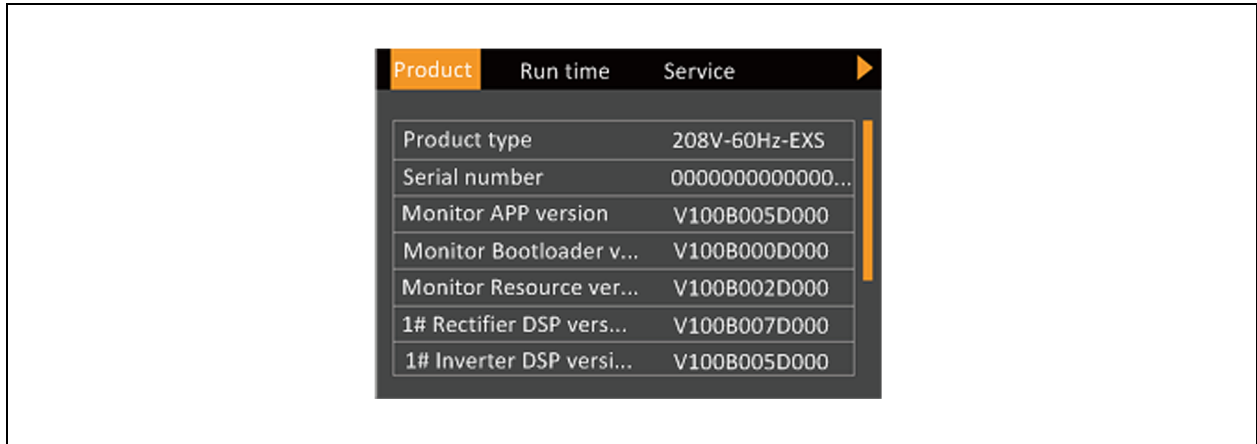 Product Run time Service
Product type 208V-60Hz-EXS
Serial number 0000000000000...
Monitor APP version V100B005D000
Monitor Bootloader v... V100B000D000
Monitor Resource ver... V100B002D000
1# Rectifier DSP vers... V100B007D000
1# Inverter DSP versi... V100B005D000